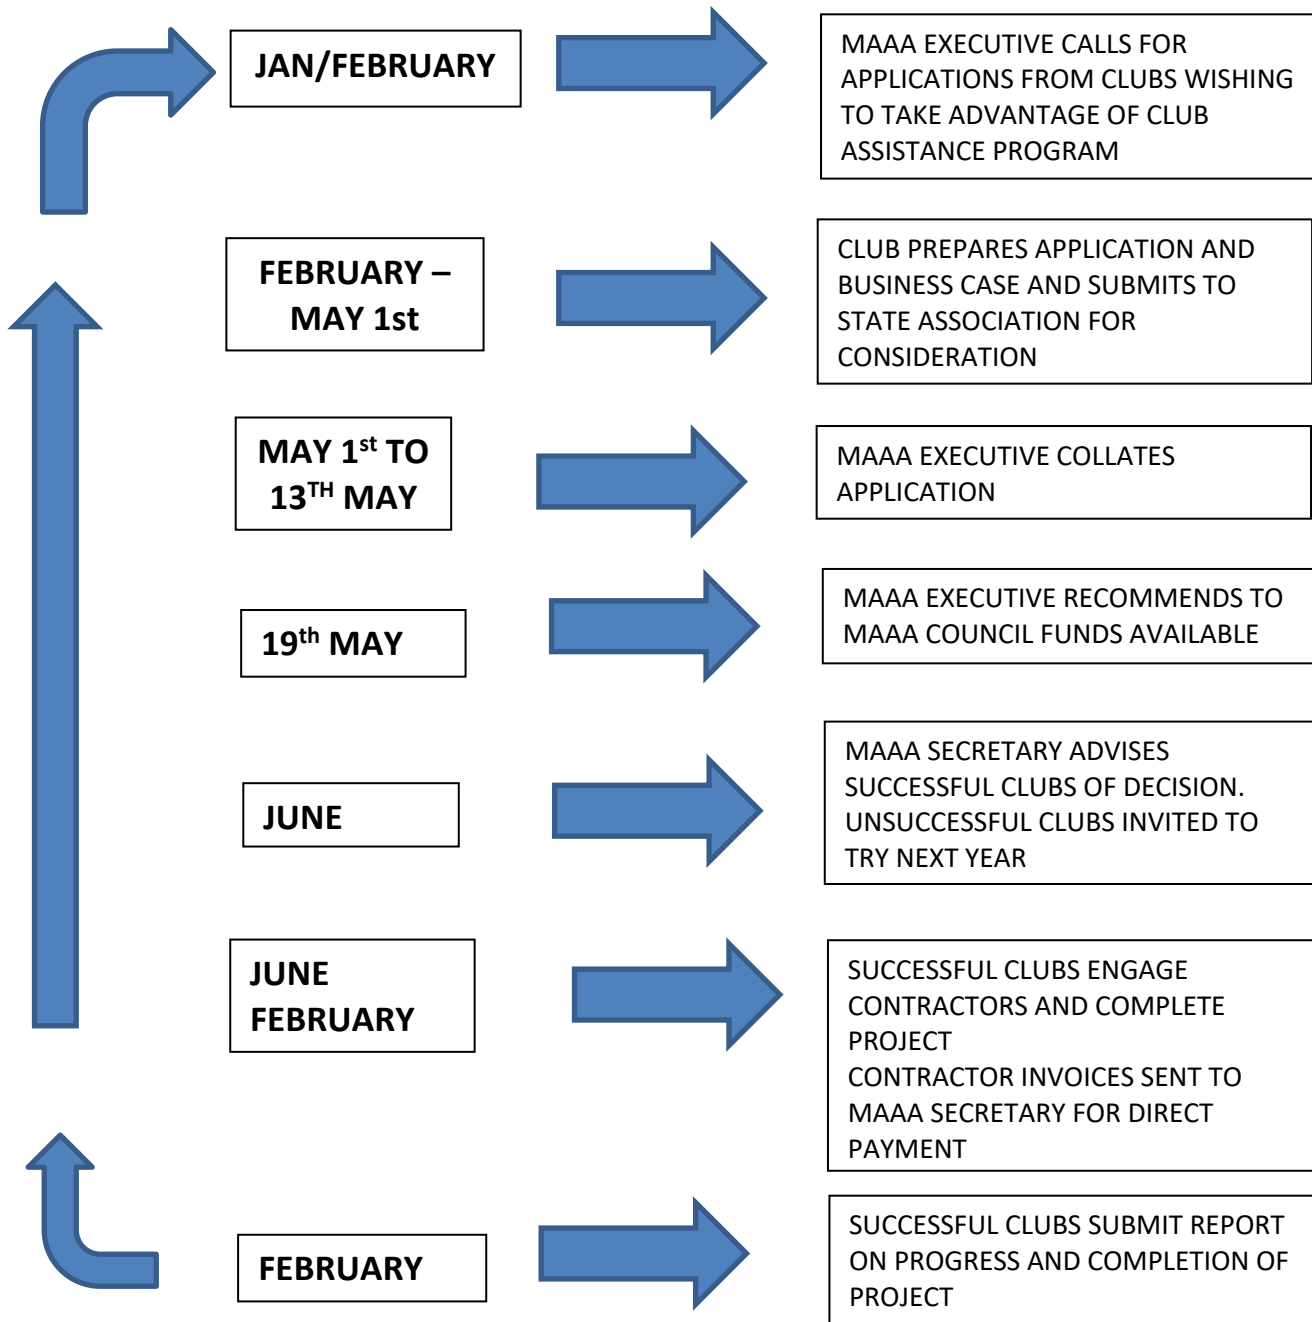 JAN/FEBRUARY
MAAA EXECUTIVE CALLS FOR
APPLICATIONS FROM CLUBS WISHING
TO TAKE ADVANTAGE OF CLUB
ASSISTANCE PROGRAM
FEBRUARY –
MAY 1st
CLUB PREPARES APPLICATION AND
BUSINESS CASE AND SUBMITS TO
STATE ASSOCIATION FOR
CONSIDERATION
MAY 1st TO
13TH MAY
MAAA EXECUTIVE COLLATES
APPLICATION
19th MAY
MAAA EXECUTIVE RECOMMENDS TO
MAAA COUNCIL FUNDS AVAILABLE
JUNE
MAAA SECRETARY ADVISES
SUCCESSFUL CLUBS OF DECISION.
UNSUCCESSFUL CLUBS INVITED TO
TRY NEXT YEAR
JUNE
FEBRUARY
SUCCESSFUL CLUBS ENGAGE
CONTRACTORS AND COMPLETE
PROJECT
CONTRACTOR INVOICES SENT TO
MAAA SECRETARY FOR DIRECT
PAYMENT
FEBRUARY
SUCCESSFUL CLUBS SUBMIT REPORT
ON PROGRESS AND COMPLETION OF
PROJECT